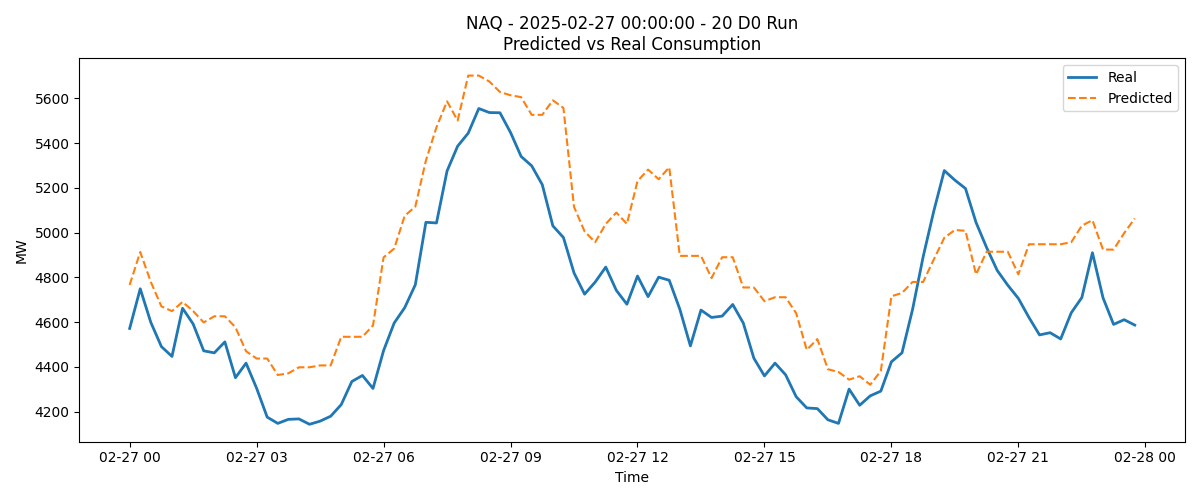 NAQ - 2025-02-27 00:00:00 - 20 D0 Run
Predicted vs Real Consumption
Real
Predicted
MW
5600
5400
5200
5000
4800
4600
4400
4200
02-27 00
02-27 03
02-27 06
02-27 09
02-27 12
02-27 15
02-27 18
02-27 21
02-28 00
Time